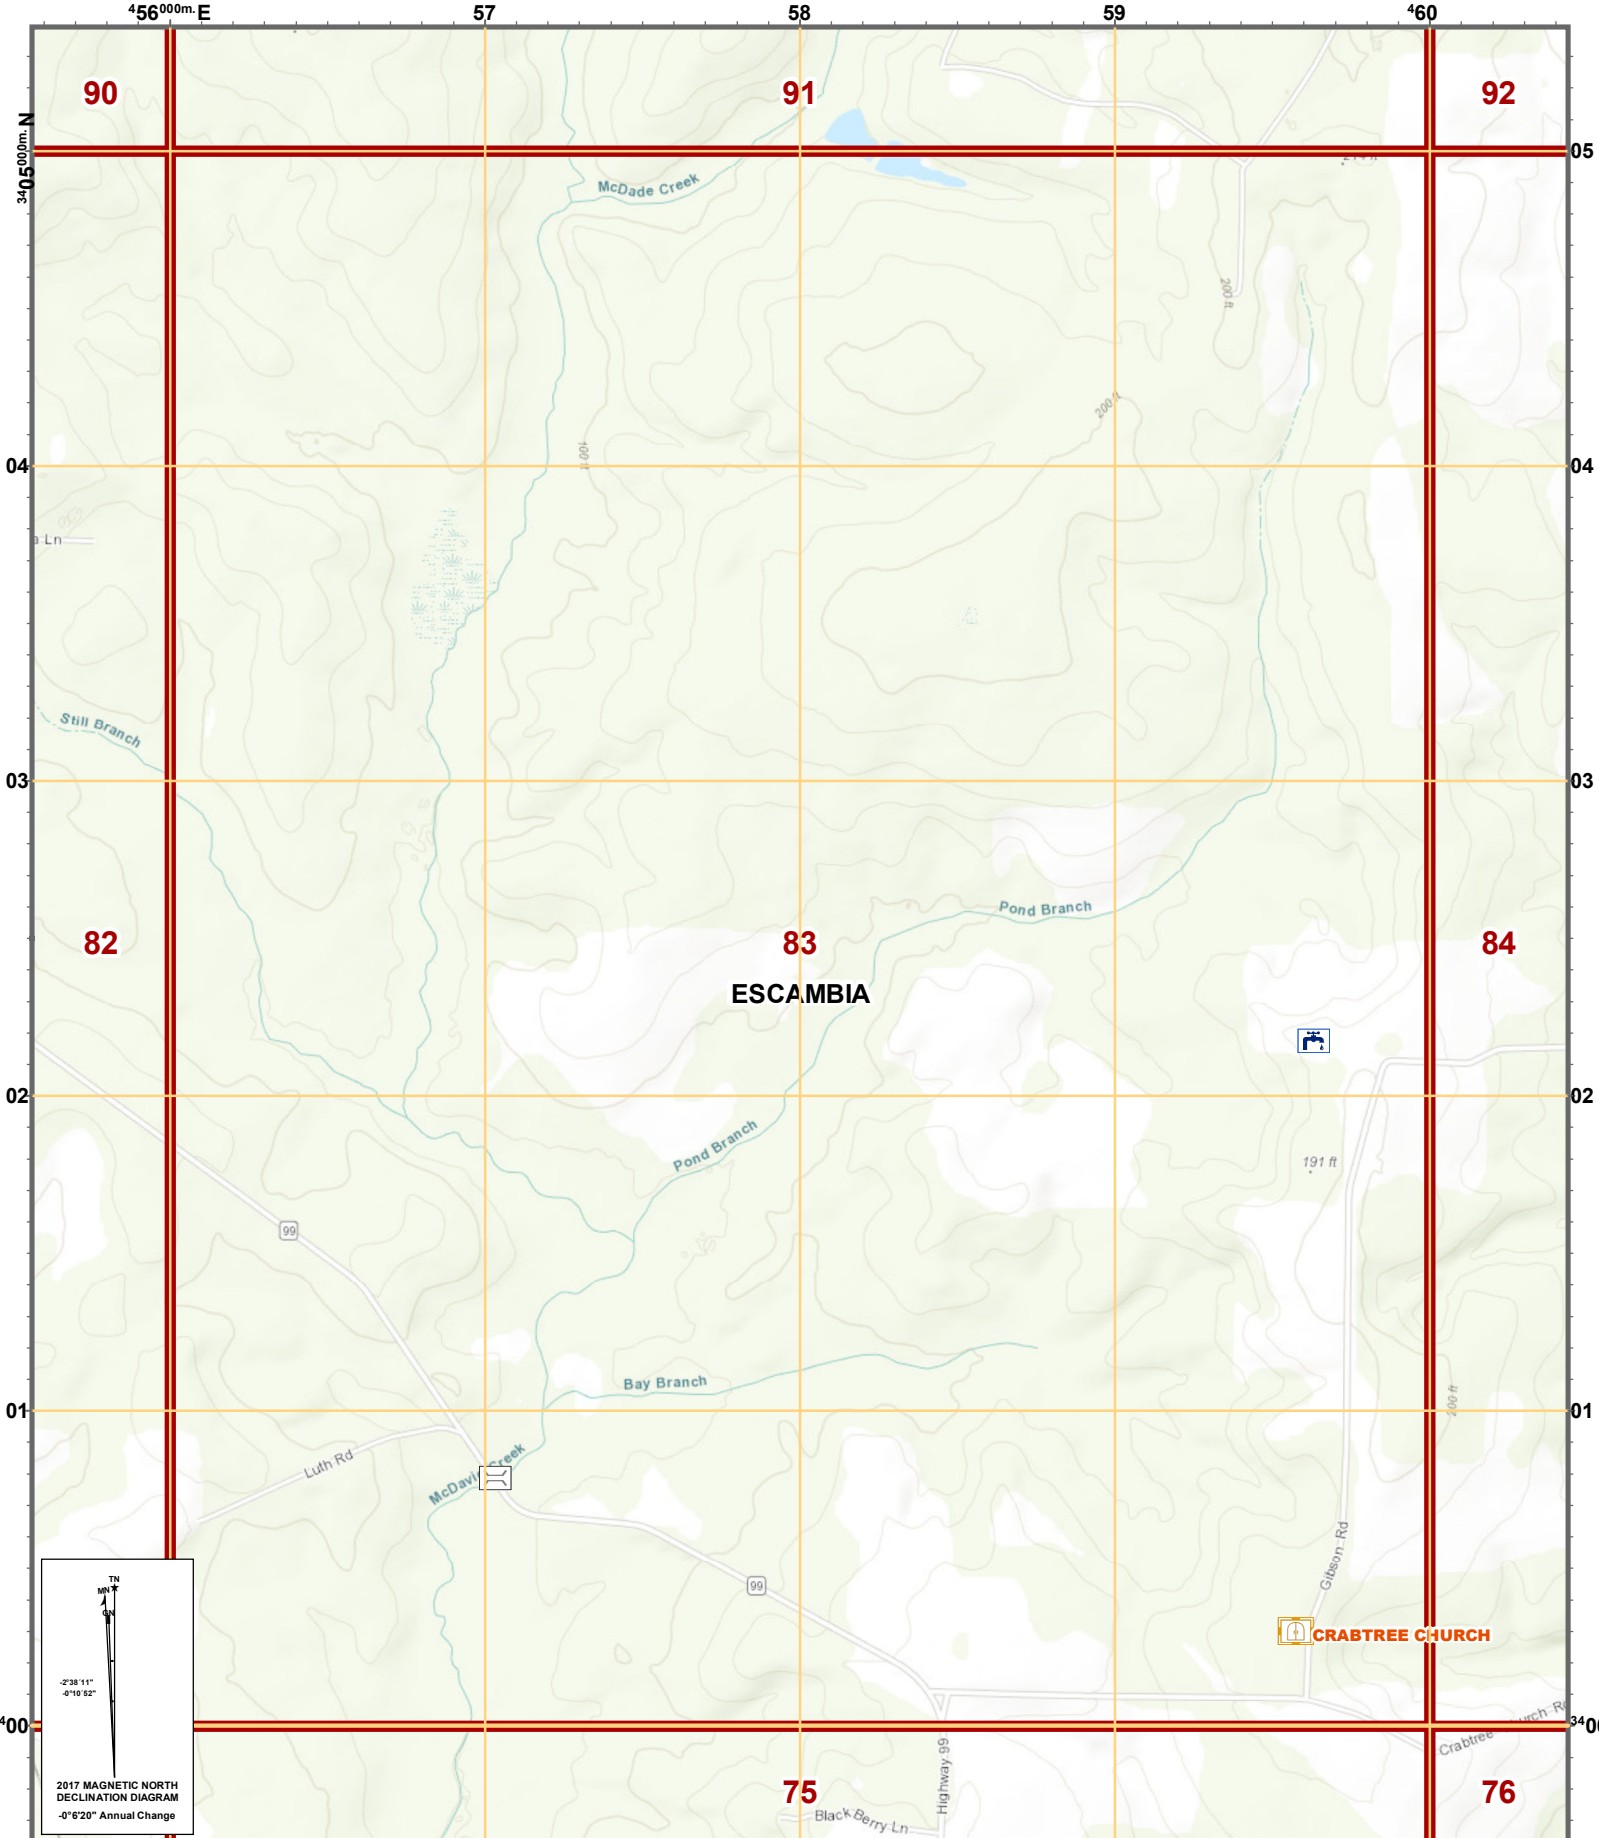 456000m.E 57 58 59 460
90 91 92
3405000m.N 05
McDade Creek
214 ft
200 ft
200 ft
04 04
100 ft
a Ln
Still Branch
03 03
Pond Branch
82 83 84
ESCAMBIA
02 02
Pond Branch
191 ft
99
Bay Branch
01 01
200 ft
Luth Rd
McDavid Creek
Gibson Rd
99
CRABTREE CHURCH
TN
MN
GN
-2°38'11"
-0°10'52"
400 3400
Crabtree Church Rd
Highway 99
2017 MAGNETIC NORTH
DECLINATION DIAGRAM
-0°6'20" Annual Change
75 76
Black Berry Ln